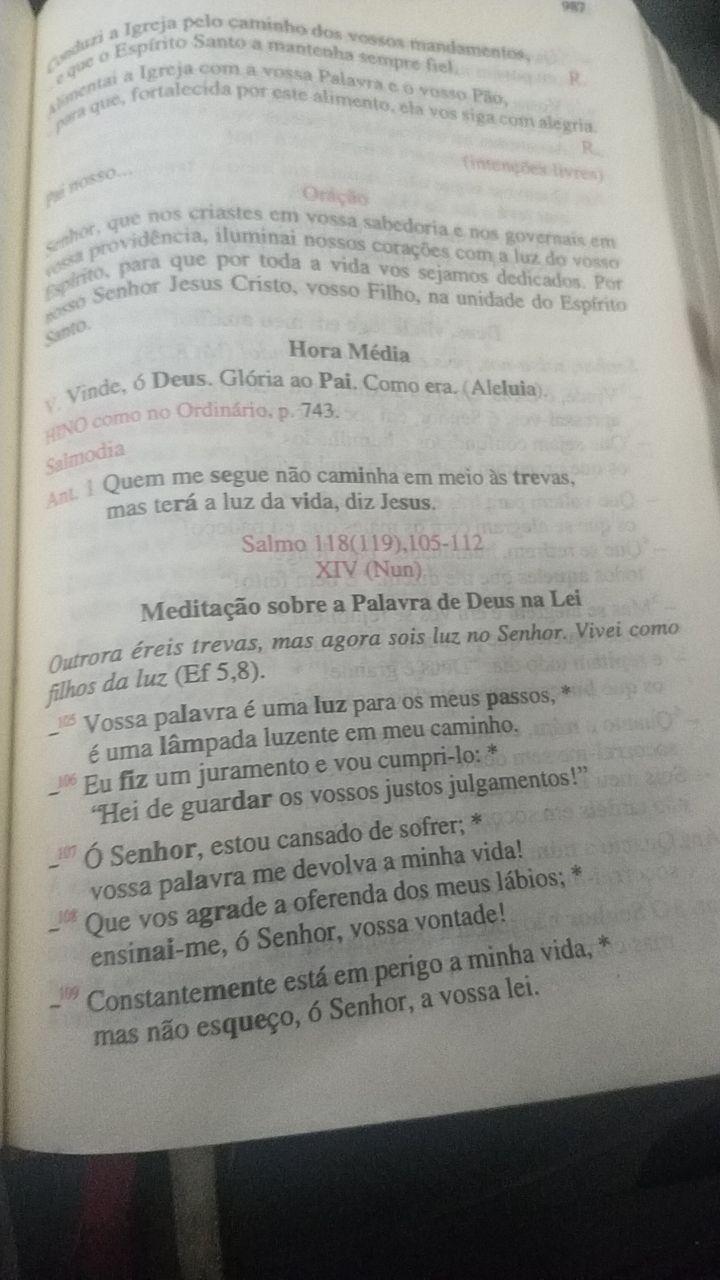 987
Conduzi a Igreja pelo caminho dos vossos mandamentos,
e que o Espírito Santo a mantenha sempre fiel. R.
Alimentai a Igreja com a vossa Palavra e o vosso Pão,
para que, fortalecida por este alimento, ela vos siga com alegria.
R.
(intenções livres)
Pai nosso...
Oração
Senhor, que nos criastes em vossa sabedoria e nos governais em
vossa providência, iluminai nossos corações com a luz do vosso
Espírito, para que por toda a vida vos sejamos dedicados. Por
nosso Senhor Jesus Cristo, vosso Filho, na unidade do Espírito
Santo.
Hora Média
V. Vinde, ó Deus. Glória ao Pai. Como era. (Aleluia).
HINO como no Ordinário, p. 743.
Salmodia
Ant. 1 Quem me segue não caminha em meio às trevas,
mas terá a luz da vida, diz Jesus.
Salmo 118(119),105-112
XIV (Nun)
Meditação sobre a Palavra de Deus na Lei
Outrora éreis trevas, mas agora sois luz no Senhor. Vivei como
filhos da luz (Ef 5,8).
– 105 Vossa palavra é uma luz para os meus passos, *
é uma lâmpada luzente em meu caminho.
– 106 Eu fiz um juramento e vou cumpri-lo: *
“Hei de guardar os vossos justos julgamentos!”
– 107 Ó Senhor, estou cansado de sofrer; *
vossa palavra me devolva a minha vida!
– 108 Que vos agrade a oferenda dos meus lábios; *
ensinai-me, ó Senhor, vossa vontade!
– 109 Constantemente está em perigo a minha vida, *
mas não esqueço, ó Senhor, a vossa lei.